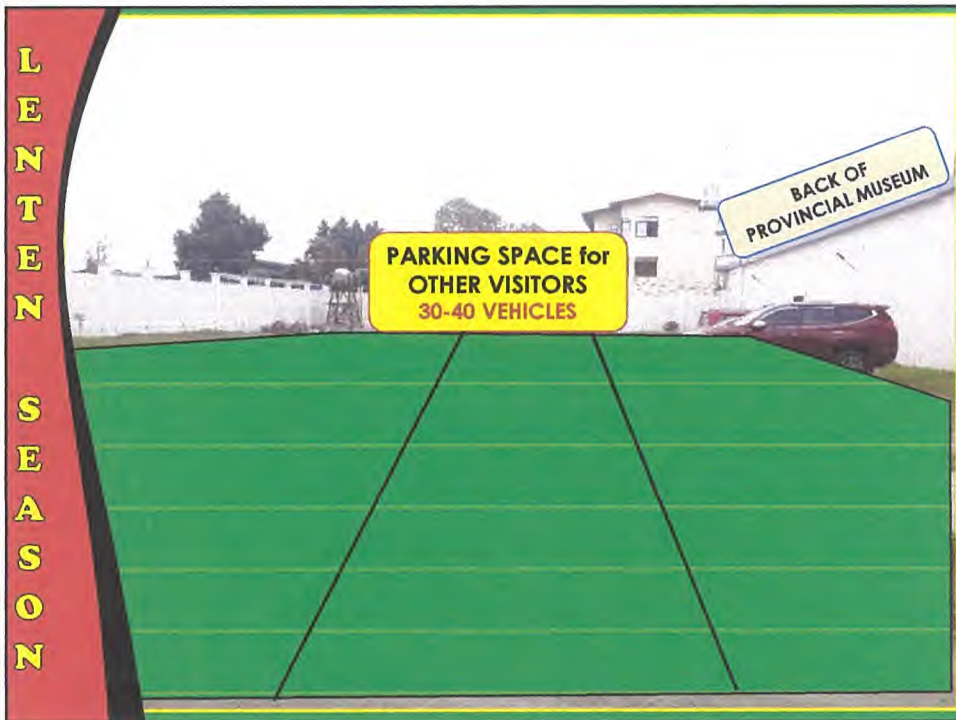 LENTEN SEASON
BACK OF
PROVINCIAL MUSEUM
PARKING SPACE for
OTHER VISITORS
30-40 VEHICLES